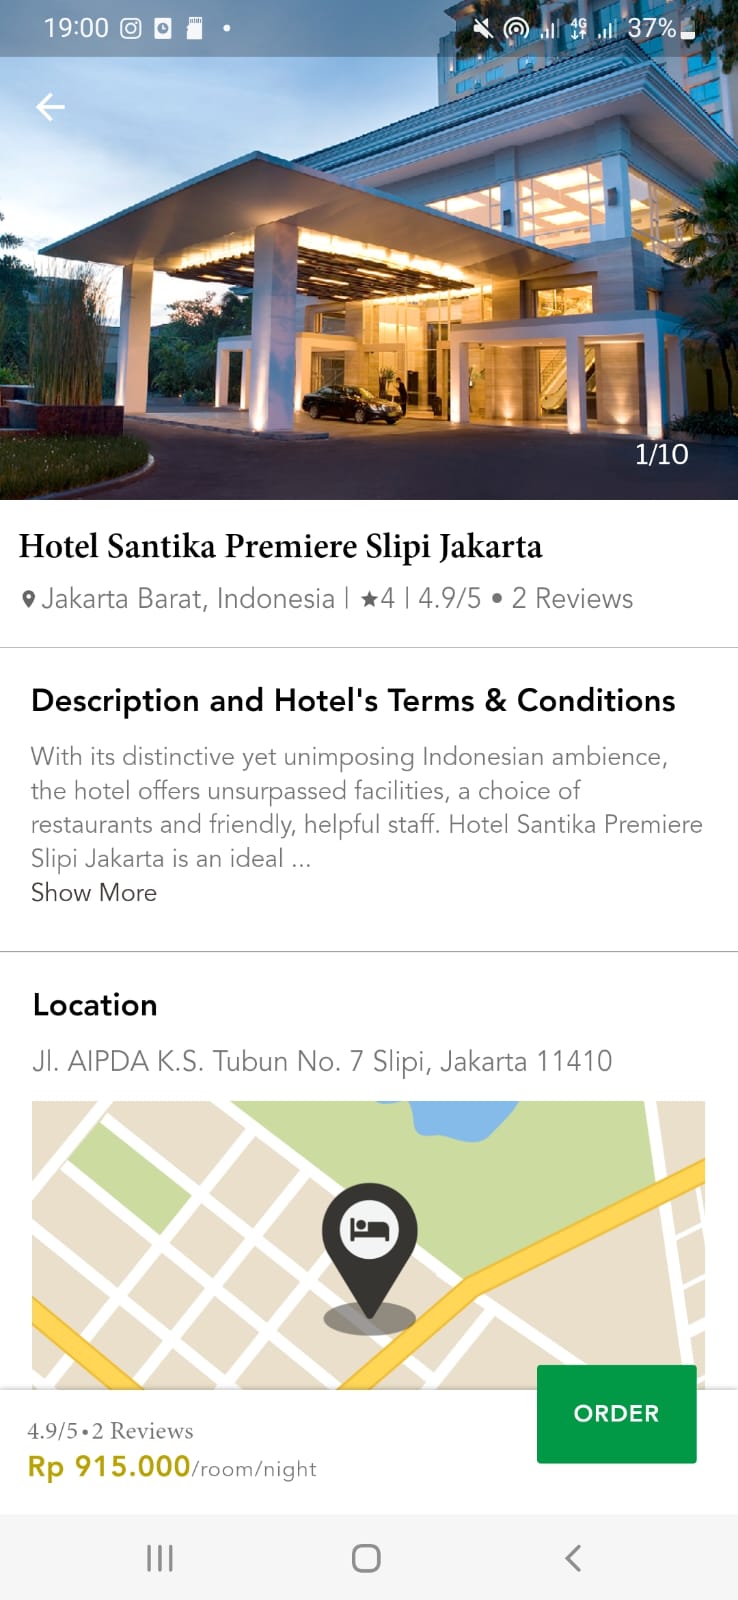 19:00
4G
37%
1/10
Hotel Santika Premiere Slipi Jakarta
Jakarta Barat, Indonesia | ★4 | 4.9/5 • 2 Reviews
Description and Hotel's Terms & Conditions
With its distinctive yet unimposing Indonesian ambience,
the hotel offers unsurpassed facilities, a choice of
restaurants and friendly, helpful staff. Hotel Santika Premiere
Slipi Jakarta is an ideal ...
Show More
Location
Jl. AIPDA K.S. Tubun No. 7 Slipi, Jakarta 11410
4.9/5 • 2 Reviews
Rp 915.000/room/night
ORDER